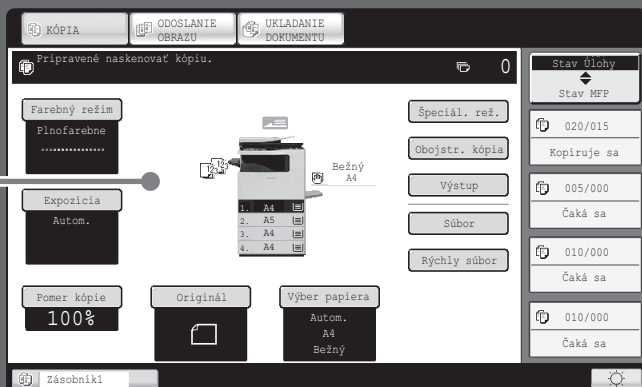 KÓPIA
ODOSLANIE
OBRAZU
UKLADANIE
DOKUMENTU
Pripravené naskenovať kópiu.
0
Stav Úlohy
Stav MFP
Farebný režim
Plnofarebne
Expozícia
Autom.
Bežný
A4
1. A4
2. A5
3. A4
4. A4
Špeciál. rež.
Obojstr. kópia
Výstup
Súbor
Rýchly súbor
020/015
Kopíruje sa
005/000
Čaká sa
010/000
Čaká sa
010/000
Čaká sa
Pomer kópie
100%
Originál
Výber papiera
Autom.
A4
Bežný
Zásobník1